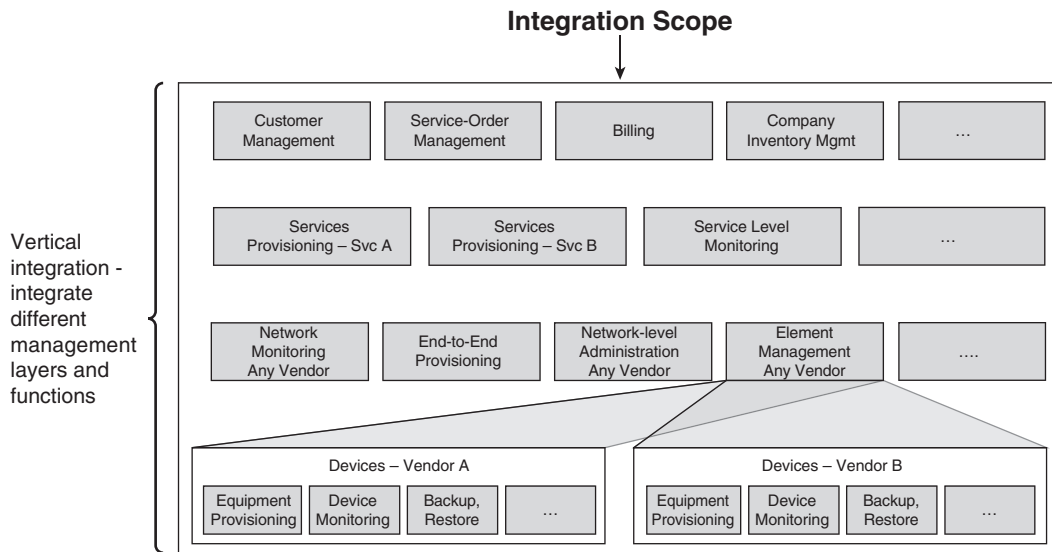 Integration Scope
Customer
Management
Service-Order
Management
Billing
Company
Inventory Mgmt
...
Services
Provisioning – Svc A
Services
Provisioning – Svc B
Service Level
Monitoring
...
Vertical
integration -
integrate
different
management
layers and
functions
Network
Monitoring
Any Vendor
End-to-End
Provisioning
Network-level
Administration
Any Vendor
Element
Management
Any Vendor
....
Devices – Vendor A
Equipment
Provisioning
Device
Monitoring
Backup,
Restore
...
Devices – Vendor B
Equipment
Provisioning
Device
Monitoring
Backup,
Restore
...